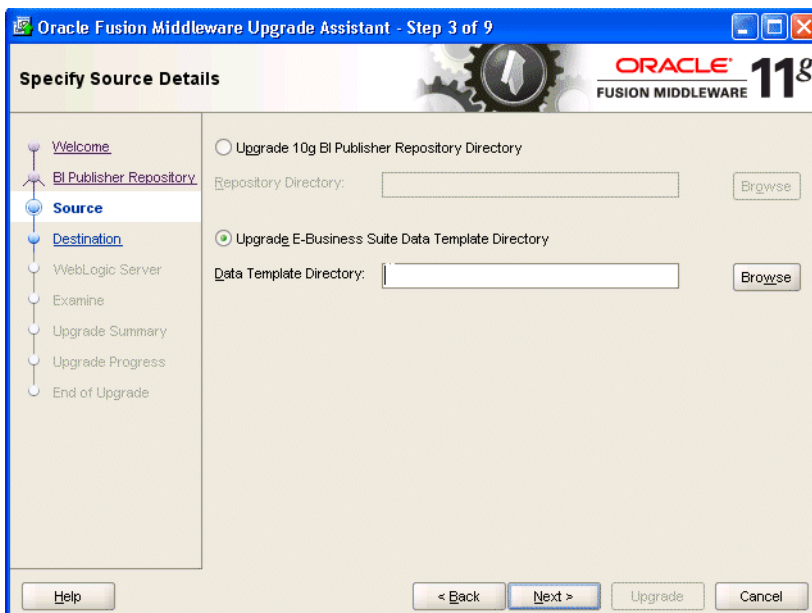 Oracle Fusion Middleware Upgrade Assistant - Step 3 of 9
Specify Source Details
ORACLE
FUSION MIDDLEWARE 11g
Welcome
BI Publisher Repository
Source
Destination
WebLogic Server
Examine
Upgrade Summary
Upgrade Progress
End of Upgrade
Upgrade 10g BI Publisher Repository Directory
Repository Directory: Browse
Upgrade E-Business Suite Data Template Directory
Data Template Directory: Browse
Help < Back Next > Upgrade Cancel